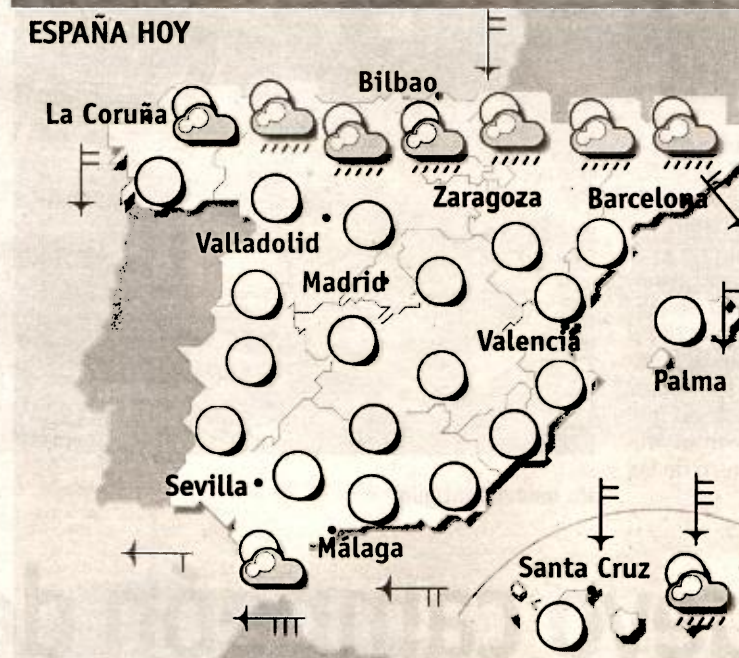 ESPAÑA HOY
Bilbao
La Coruña
Zaragoza
Barcelona
Valladolid
Madrid
Valencia
Palma
Sevilla
Málaga
Santa Cruz